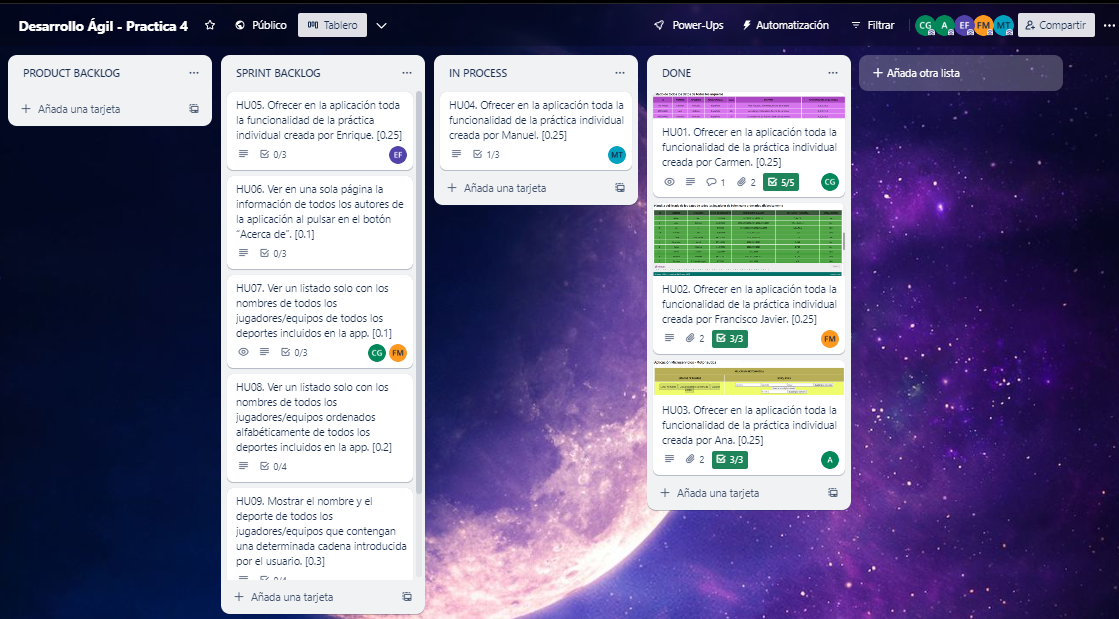 Desarrollo Ágil - Practica 4
Público
Tablero
Power-Ups
Automatización
Filtrar
CG
A
EF
FM
MT
Compartir
PRODUCT BACKLOG
Añada una tarjeta
SPRINT BACKLOG
HU05. Ofrecer en la aplicación toda
la funcionalidad de la práctica
individual creada por Enrique. [0.25]
0/3
EF
HU06. Ver en una sola página la
información de todos los autores de
la aplicación al pulsar en el botón
"Acerca de". [0.1]
0/3
HU07. Ver un listado solo con los
nombres de todos los
jugadores/equipos de todos los
deportes incluidos en la app. [0.1]
0/3
CG
FM
HU08. Ver un listado solo con los
nombres de todos los
jugadores/equipos ordenados
alfabéticamente de todos los
deportes incluidos en la app. [0.2]
0/4
HU09. Mostrar el nombre y el
deporte de todos los
jugadores/equipos que contengan
una determinada cadena introducida
por el usuario. [0.3]
0/4
Añada una tarjeta
IN PROCESS
HU04. Ofrecer en la aplicación toda la
funcionalidad de la práctica individual
creada por Manuel. [0.25]
1/3
MT
Añada una tarjeta
DONE
HU01. Ofrecer en la aplicación toda la
funcionalidad de la práctica individual
creada por Carmen. [0.25]
1
2
5/5
CG
HU02. Ofrecer en la aplicación toda la
funcionalidad de la práctica individual
creada por Francisco Javier. [0.25]
2
3/3
FM
HU03. Ofrecer en la aplicación toda la
funcionalidad de la práctica individual
creada por Ana. [0.25]
2
3/3
A
Añada una tarjeta
Añada otra lista